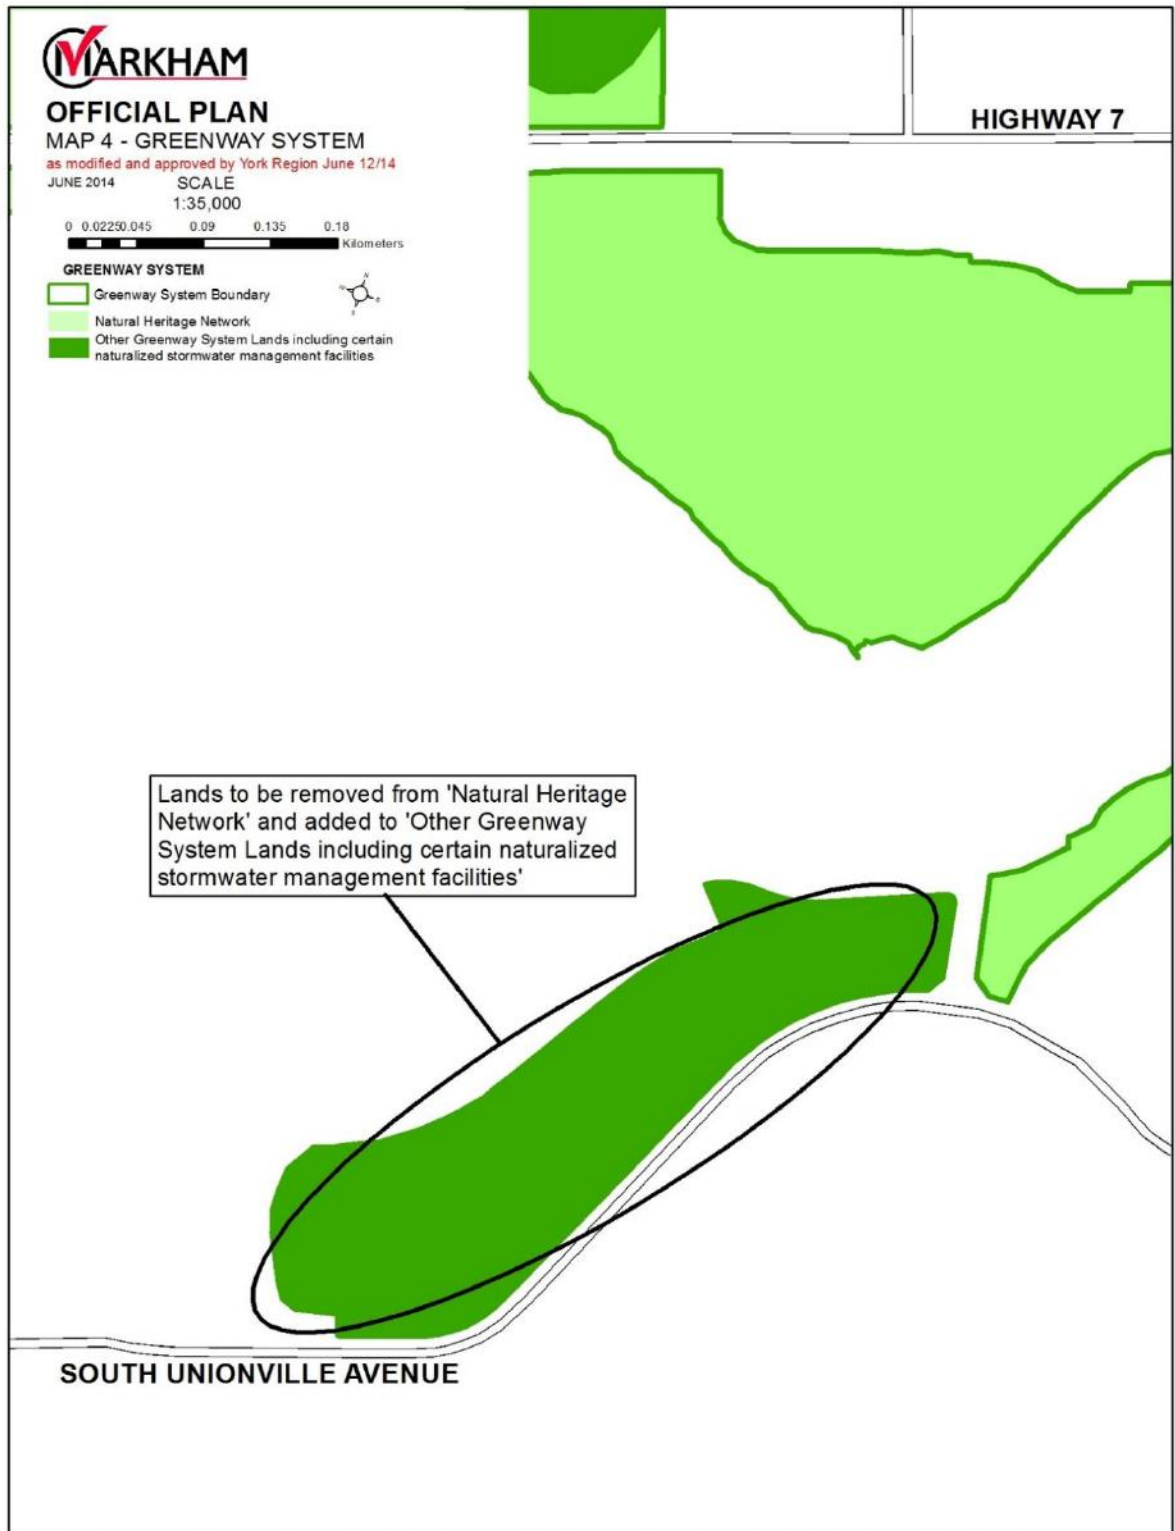 MARKHAM
OFFICIAL PLAN
MAP 4 - GREENWAY SYSTEM
as modified and approved by York Region June 12/14
JUNE 2014
SCALE
1:35,000
0 0.02250.045 0.09 0.135 0.18
Kilometers
GREENWAY SYSTEM
Greenway System Boundary
Natural Heritage Network
Other Greenway System Lands including certain
naturalized stormwater management facilities
HIGHWAY 7
Lands to be removed from 'Natural Heritage
Network' and added to 'Other Greenway
System Lands including certain naturalized
stormwater management facilities'
SOUTH UNIONVILLE AVENUE